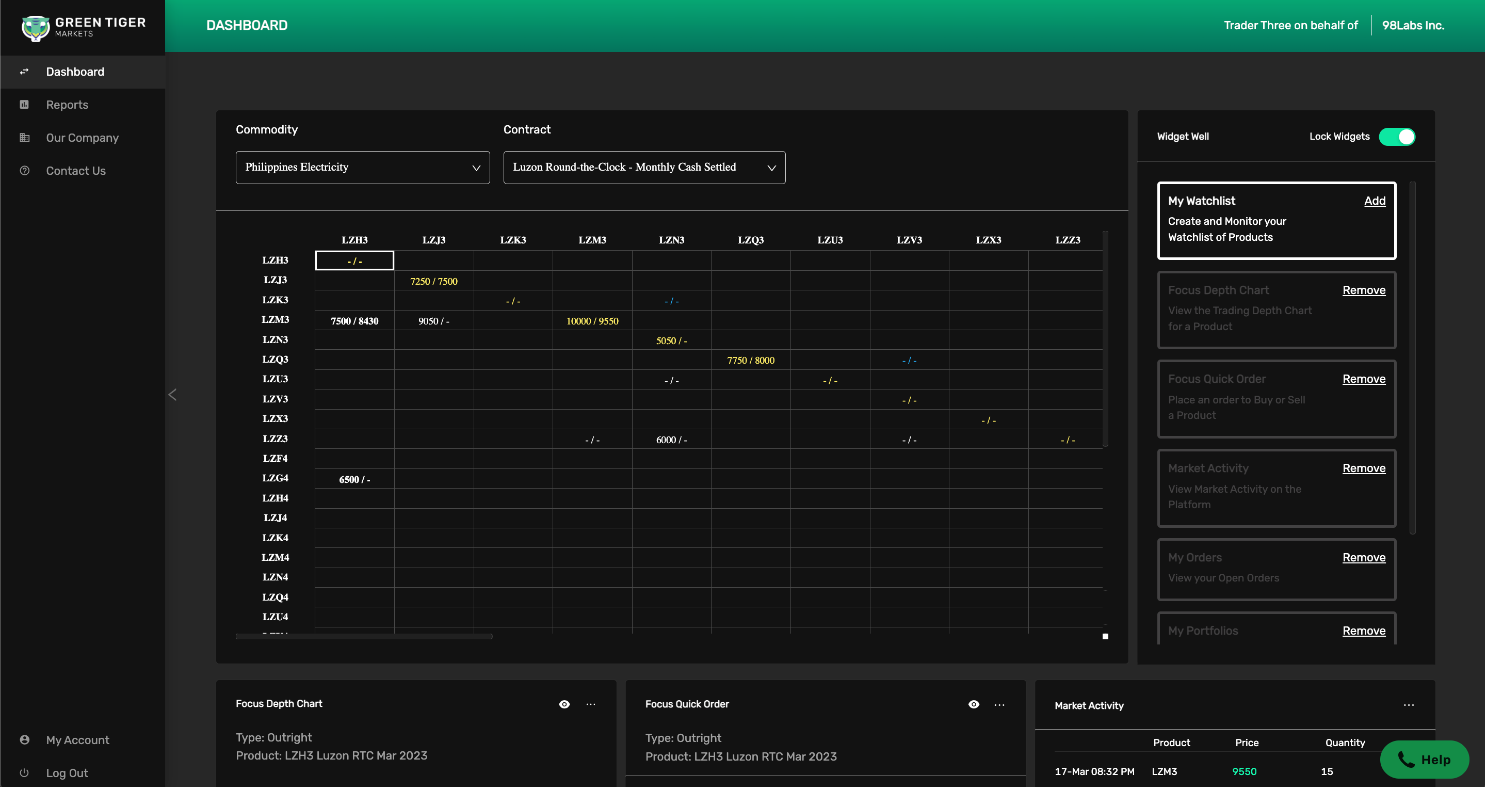 GREEN TIGER
MARKETS
DASHBOARD
Trader Three on behalf of 98Labs Inc.
Dashboard
Reports
Our Company
Contact Us
My Account
Log Out
Commodity Contract
Philippines Electricity Luzon Round-the-Clock - Monthly Cash Settled
LZH3 LZJ3 LZK3 LZM3 LZN3 LZQ3 LZU3 LZV3 LZX3 LZZ3
LZH3 - / -
LZJ3 7250 / 7500
LZK3 - / - - / -
LZM3 7500 / 8430 9050 / - 10000 / 9550
LZN3 5050 / -
LZQ3 7750 / 8000 - / -
LZU3 - / - - / -
LZV3 - / -
LZX3 - / -
LZZ3 - / - 6000 / - - / - - / -
LZF4
LZG4 6500 / -
LZH4
LZJ4
LZK4
LZM4
LZN4
LZQ4
LZU4
Widget Well Lock Widgets
My Watchlist Add
Create and Monitor your
Watchlist of Products
Focus Depth Chart Remove
View the Trading Depth Chart
for a Product
Focus Quick Order Remove
Place an order to Buy or Sell
a Product
Market Activity Remove
View Market Activity on the
Platform
My Orders Remove
View your Open Orders
My Portfolios Remove
Focus Depth Chart ...
Type: Outright
Product: LZH3 Luzon RTC Mar 2023
Focus Quick Order ...
Type: Outright
Product: LZH3 Luzon RTC Mar 2023
Market Activity ...
Product Price Quantity
17-Mar 08:32 PM LZM3 9550 15
Help